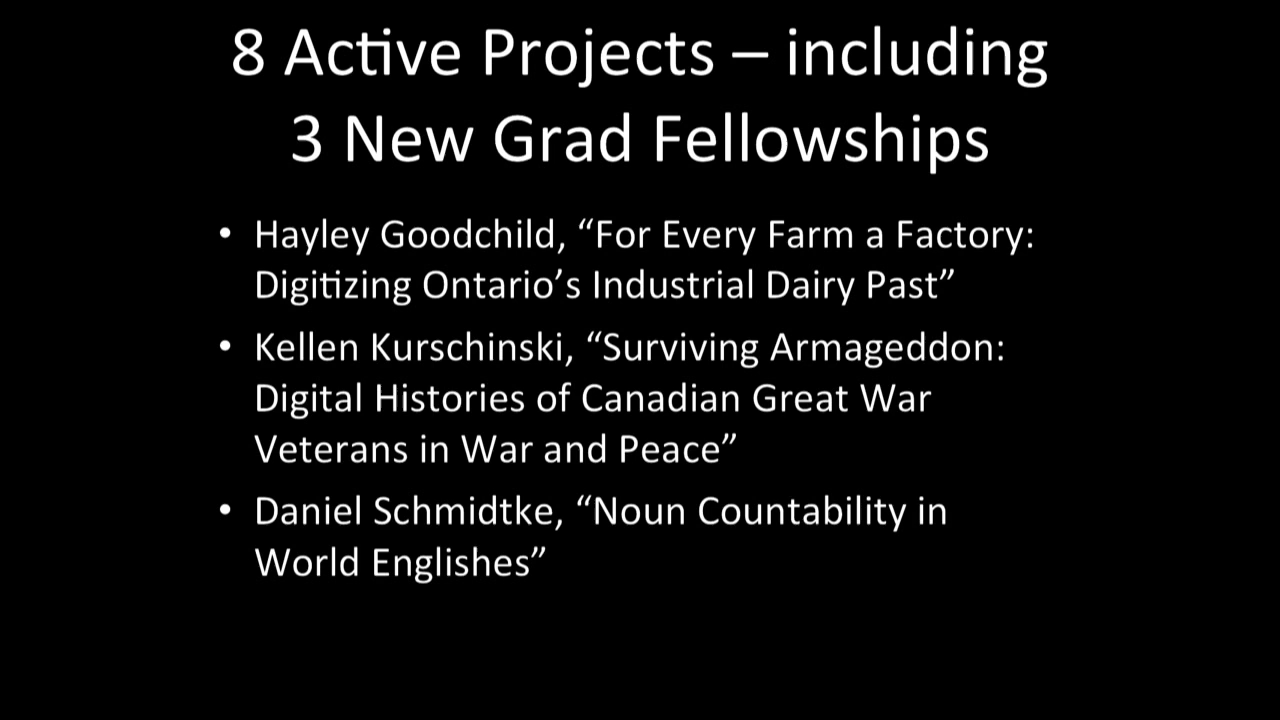 8 Active Projects – including
3 New Grad Fellowships
• Hayley Goodchild, “For Every Farm a Factory:
Digitizing Ontario’s Industrial Dairy Past”
• Kellen Kurschinski, “Surviving Armageddon:
Digital Histories of Canadian Great War
Veterans in War and Peace”
• Daniel Schmidtke, “Noun Countability in
World Englishes”